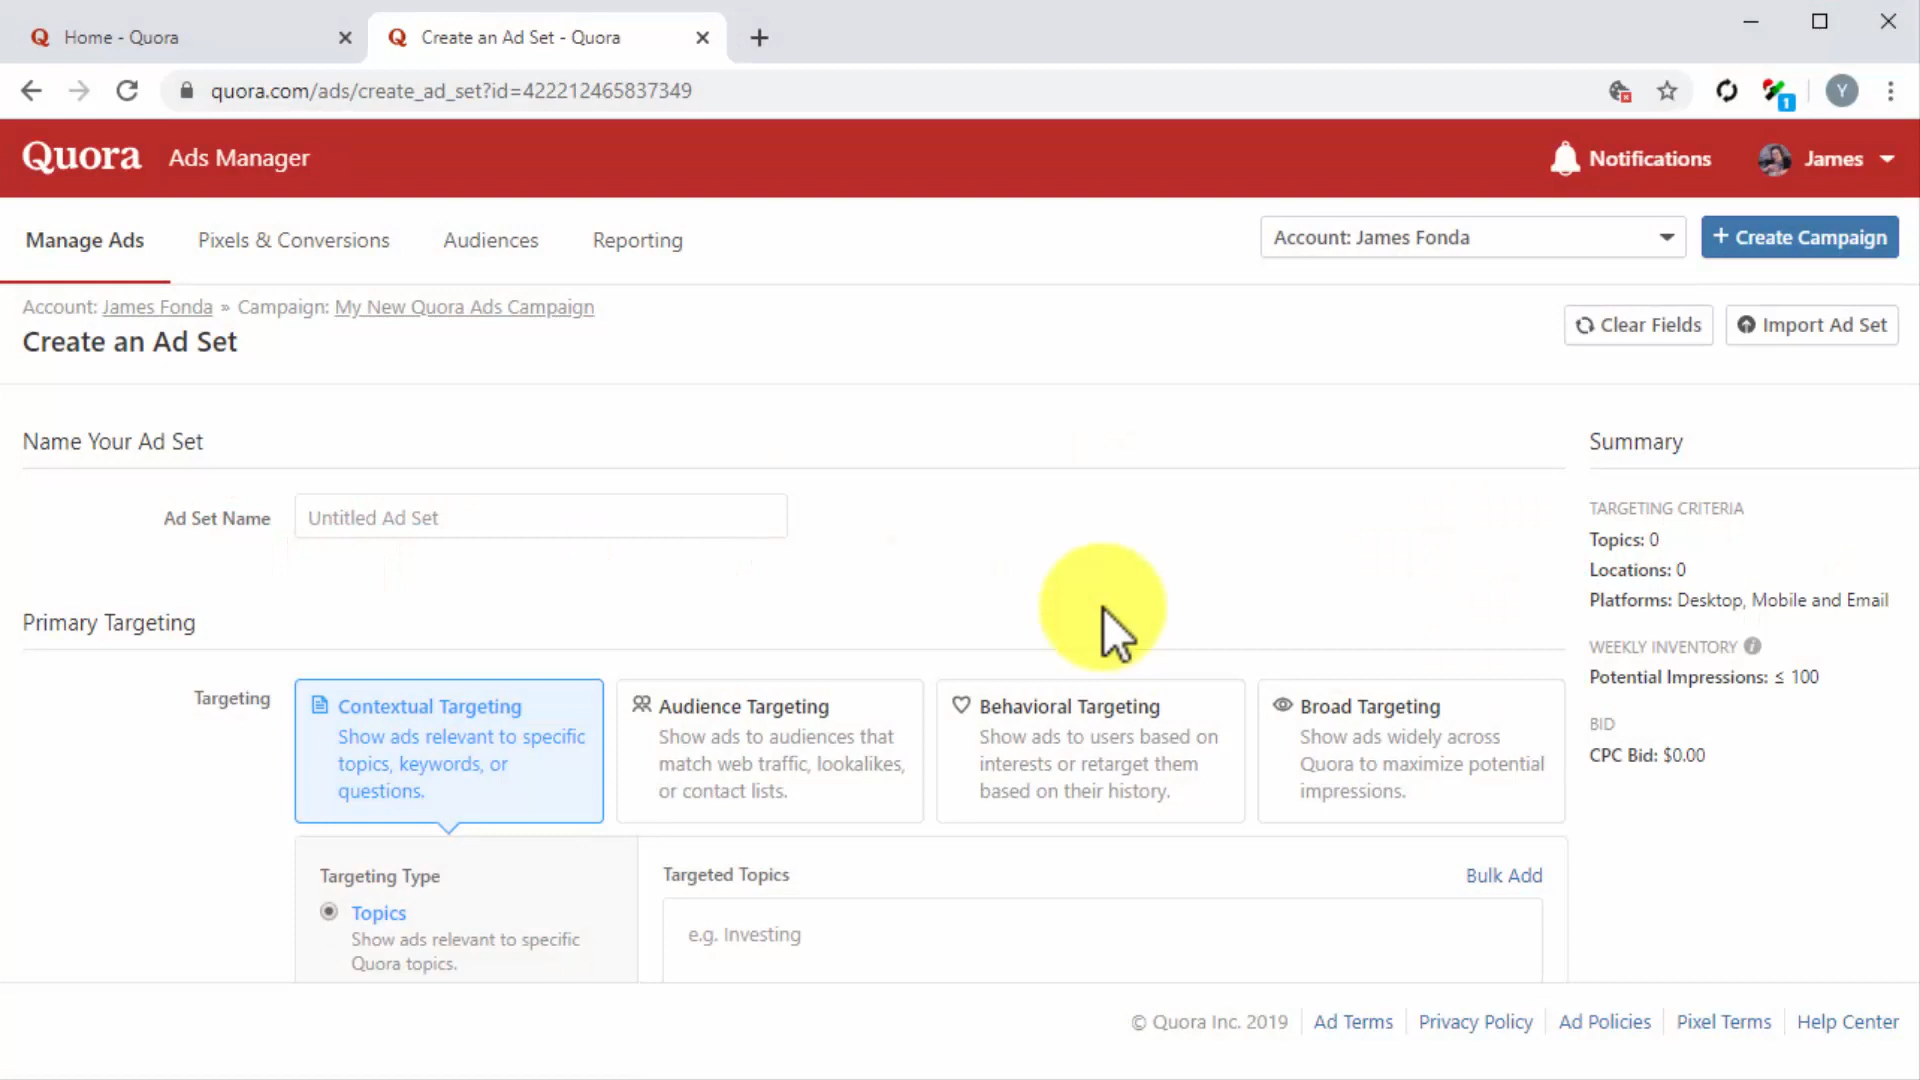 Home - Quora
Create an Ad Set - Quora
quora.com/ads/create_ad_set?id=422212465837349
1
Y
Quora Ads Manager
Notifications
James
Manage Ads
Pixels & Conversions
Audiences
Reporting
Account: James Fonda
+ Create Campaign
Account: James Fonda » Campaign: My New Quora Ads Campaign
Create an Ad Set
Clear Fields
Import Ad Set
Name Your Ad Set
Ad Set Name
Untitled Ad Set
Primary Targeting
Targeting
Contextual Targeting
Show ads relevant to specific
topics, keywords, or
questions.
Audience Targeting
Show ads to audiences that
match web traffic, lookalikes,
or contact lists.
Behavioral Targeting
Show ads to users based on
interests or retarget them
based on their history.
Broad Targeting
Show ads widely across
Quora to maximize potential
impressions.
Targeting Type
Topics
Show ads relevant to specific
Quora topics.
Targeted Topics
Bulk Add
e.g. Investing
Summary
TARGETING CRITERIA
Topics: 0
Locations: 0
Platforms: Desktop, Mobile and Email
WEEKLY INVENTORY
Potential Impressions: ≤ 100
BID
CPC Bid: $0.00
© Quora Inc. 2019
Ad Terms
Privacy Policy
Ad Policies
Pixel Terms
Help Center